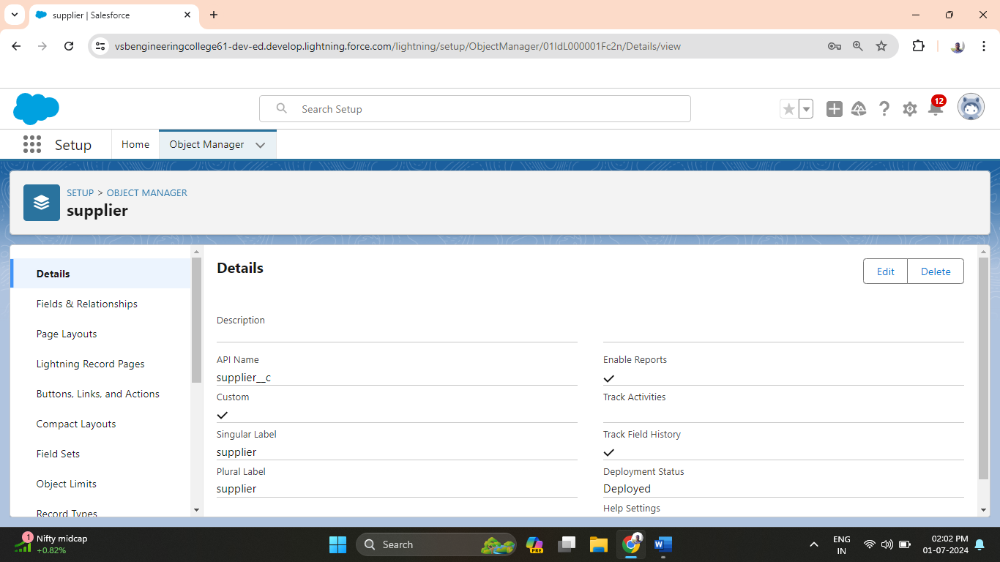 supplier | Salesforce
vsbengineeringcollege61-dev-ed.develop.lightning.force.com/lightning/setup/ObjectManager/01IdL000001Fc2n/Details/view
Search Setup
12
Setup
Home
Object Manager
SETUP > OBJECT MANAGER
supplier
Details
Fields & Relationships
Page Layouts
Lightning Record Pages
Buttons, Links, and Actions
Compact Layouts
Field Sets
Object Limits
Record Types
Details
Edit
Delete
Description
API Name
supplier__c
Custom
Singular Label
supplier
Plural Label
supplier
Enable Reports
Track Activities
Track Field History
Deployment Status
Deployed
Help Settings
1
Nifty midcap
+0.82%
Search
PRE
W
ENG
IN
02:02 PM
01-07-2024